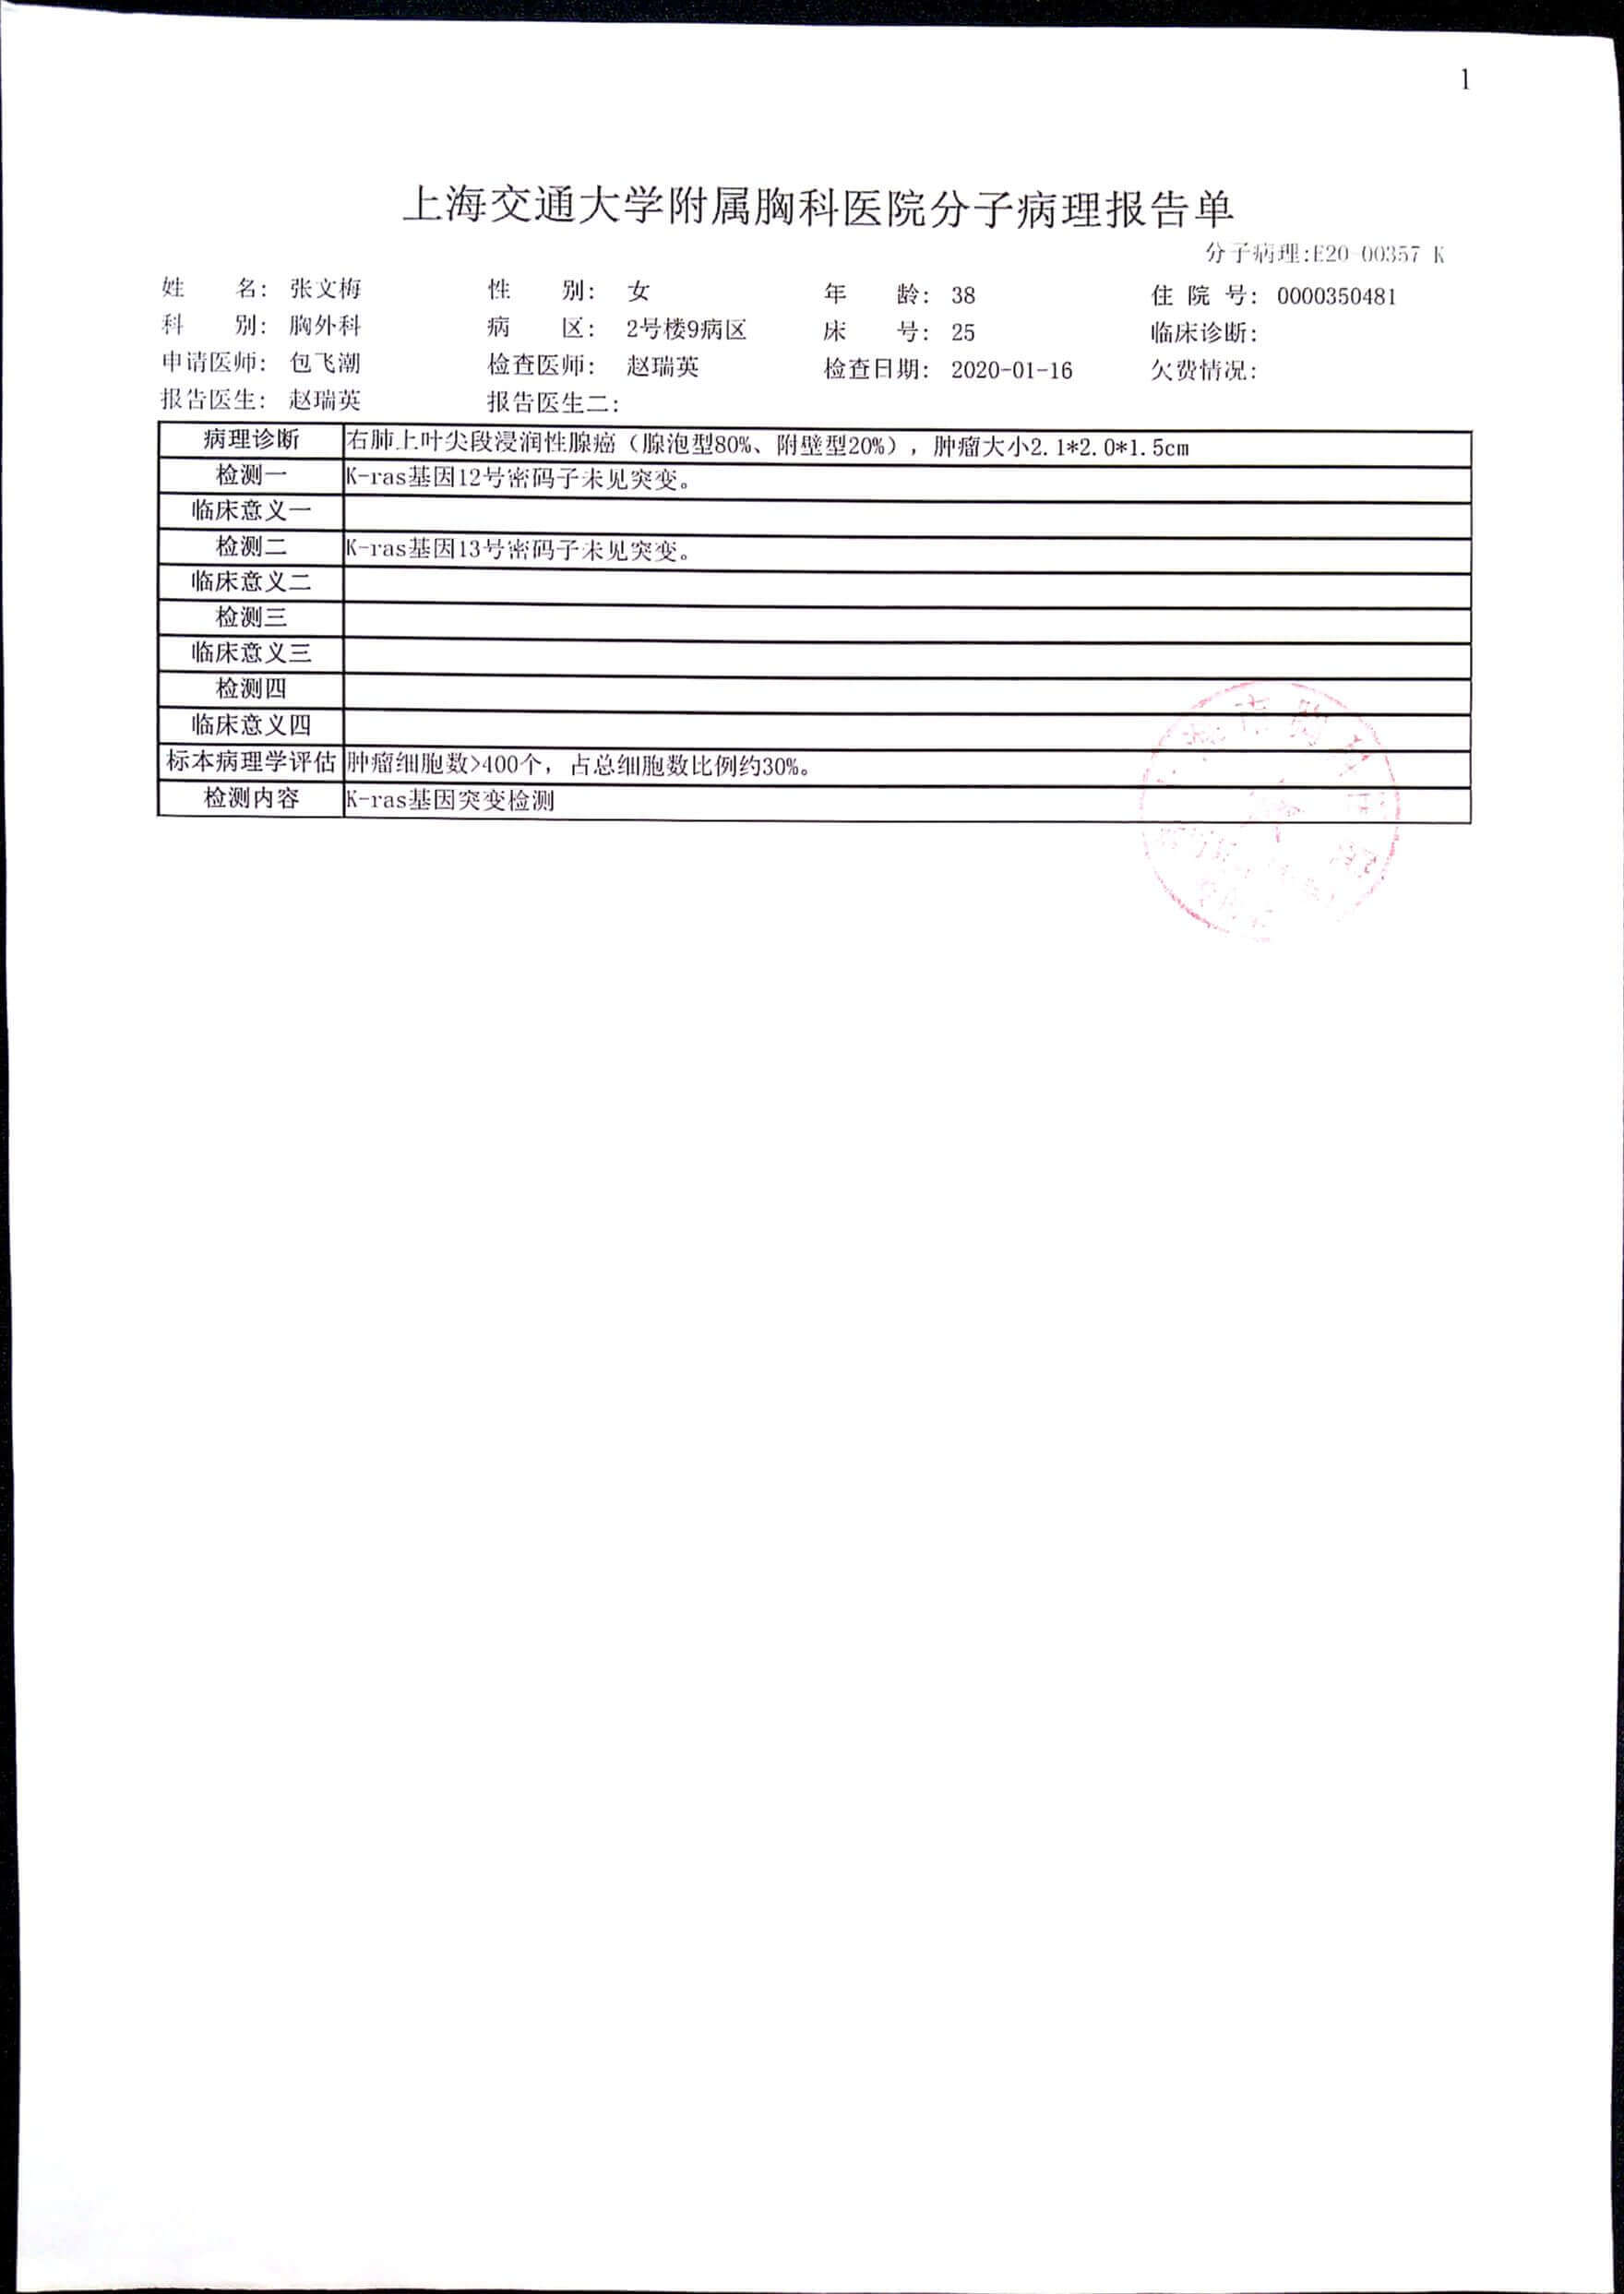 1
上海交通大学附属胸科医院分子病理报告单
分子病理:E20-00357 K
姓 名: 张文梅 性 别: 女 年 龄: 38 住 院 号: 0000350481
科 别: 胸外科 病 区: 2号楼9病区 床 号: 25 临床诊断:
申请医师: 包飞潮 检查医师: 赵瑞英 检查日期: 2020-01-16 欠费情况:
报告医生: 赵瑞英 报告医生二:
病理诊断 右肺上叶尖段浸润性腺癌（腺泡型80%、附壁型20%），肿瘤大小2.1*2.0*1.5cm
检测一 K-ras基因12号密码子未见突变。
临床意义一
检测二 K-ras基因13号密码子未见突变。
临床意义二
检测三
临床意义三
检测四
临床意义四
标本病理学评估 肿瘤细胞数>400个，占总细胞数比例约30%。
检测内容 K-ras基因突变检测
市胸